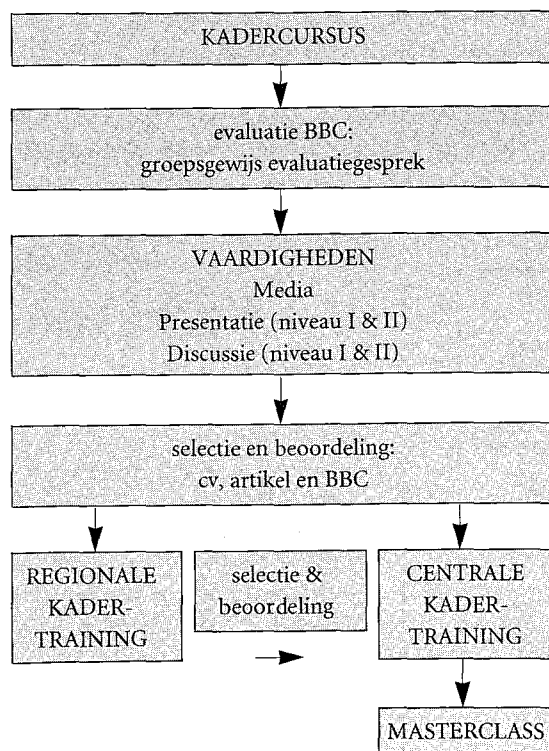 KADERCURSUS
evaluatie BBC:
groepsgewijs evaluatiegesprek
VAARDIGHEDEN
Media
Presentatie (niveau I & II)
Discussie (niveau I & II)
selectie en beoordeling:
cv, artikel en BBC
REGIONALE
KADER-
TRAINING
selectie &
beoordeling
CENTRALE
KADER-
TRAINING
MASTERCLASS